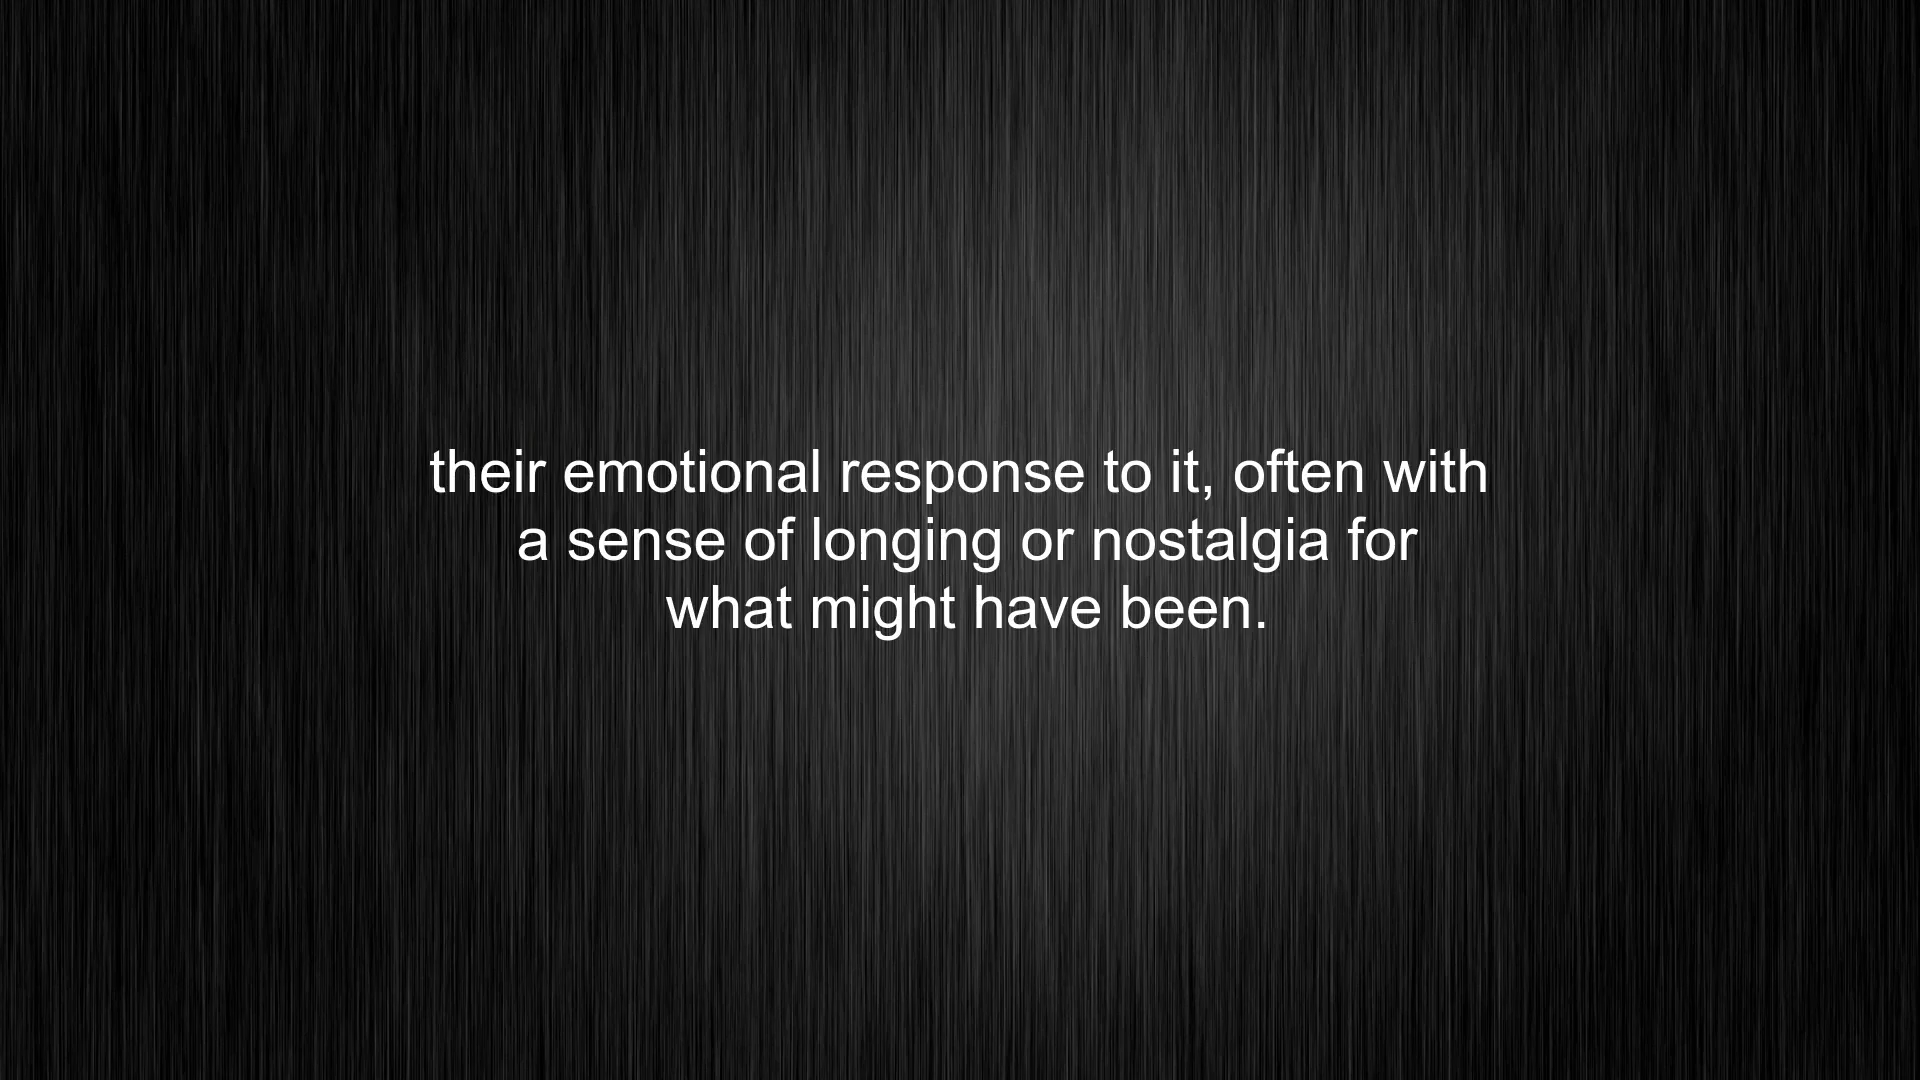 their emotional response to it, often with
a sense of longing or nostalgia for
what might have been.